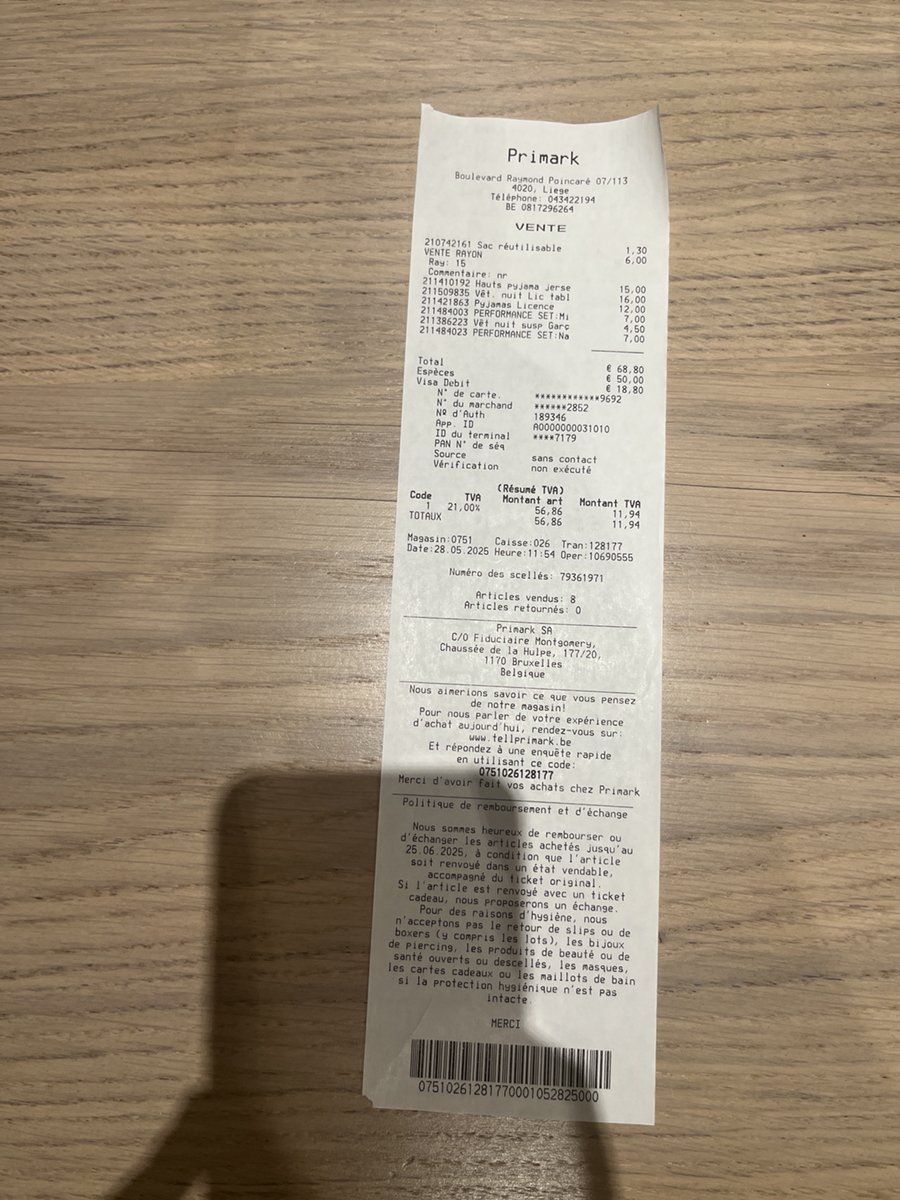 Primark
Boulevard Raymond Poincaré 07/113
4020, Liege
Téléphone: 043422194
BE 0817296264
VENTE
210742161 Sac réutilisable 1,30
VENTE RAYON 6,00
Ray: 15
Commentaire: nr
211410192 Hauts pyjama jerse 15,00
211509835 Vêt. nuit Lic tabl 16,00
211421863 Pyjamas Licence 12,00
211484003 PERFORMANCE SET:Mi 7,00
211386223 Vêt nuit susp Garç 4,50
211484023 PERFORMANCE SET:Na 7,00
Total € 68,80
Espèces € 50,00
Visa Debit € 18,80
N° de carte. ************9692
N° du marchand ******2852
Nº d'Auth 189346
App. ID A0000000031010
ID du terminal ****7179
PAN N° de séq
Source sans contact
Vérification non exécuté
(Résumé TVA)
Code TVA Montant art Montant TVA
1 21,00% 56,86 11,94
TOTAUX 56,86 11,94
Magasin:0751 Caisse:026 Tran:128177
Date:28.05.2025 Heure:11:54 Oper:10690555
Numéro des scellés: 79361971
Articles vendus: 8
Articles retournés: 0
Primark SA
C/O Fiduciaire Montgomery,
Chaussée de la Hulpe, 177/20,
1170 Bruxelles
Belgique
Nous aimerions savoir ce que vous pensez
de notre magasin!
Pour nous parler de votre expérience
d'achat aujourd'hui, rendez-vous sur:
www.tellprimark.be
Et répondez à une enquête rapide
en utilisant ce code:
0751026128177
Merci d'avoir fait vos achats chez Primark
Politique de remboursement et d'échange
Nous sommes heureux de rembourser ou
d'échanger les articles achetés jusqu'au
25.06.2025, à condition que l'article
soit renvoyé dans un état vendable,
accompagné du ticket original.
Si l'article est renvoyé avec un ticket
cadeau, nous proposerons un échange.
Pour des raisons d'hygiène, nous
n'acceptons pas le retour de slips ou de
boxers (y compris les lots), les bijoux
de piercing, les produits de beauté ou de
santé ouverts ou descellés, les masques,
les cartes cadeaux ou les maillots de bain
si la protection hygiénique n'est pas
intacte.
MERCI
07510261281770001052825000